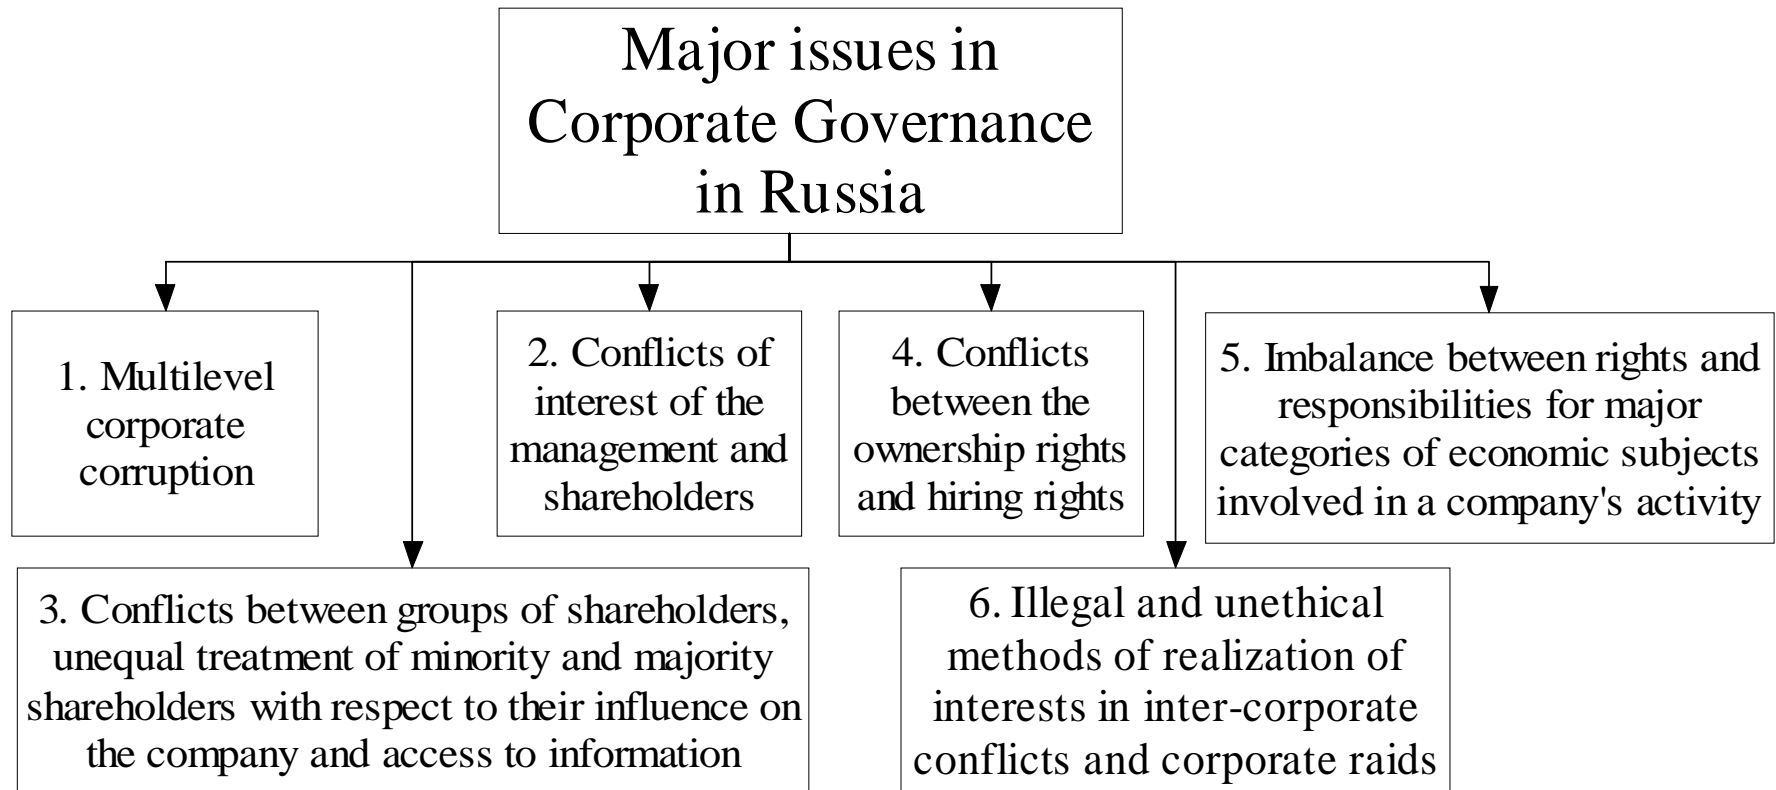 Major issues in
Corporate Governance
in Russia
1. Multilevel
corporate
corruption
2. Conflicts of
interest of the
management and
shareholders
4. Conflicts
between the
ownership rights
and hiring rights
5. Imbalance between rights and
responsibilities for major
categories of economic subjects
involved in a company's activity
3. Conflicts between groups of shareholders,
unequal treatment of minority and majority
shareholders with respect to their influence on
the company and access to information
6. Illegal and unethical
methods of realization of
interests in inter-corporate
conflicts and corporate raids